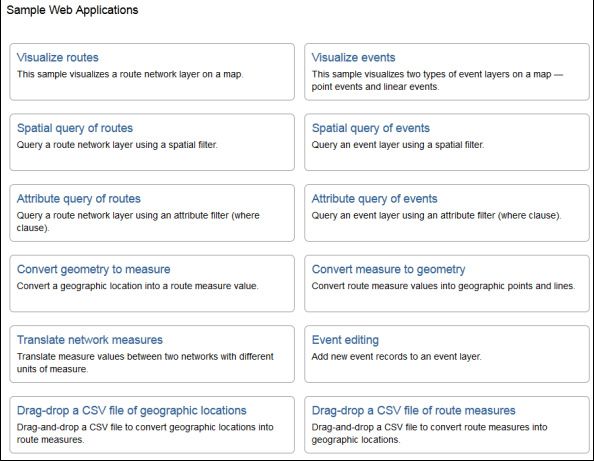 Sample Web Applications
Visualize routes
This sample visualizes a route network layer on a map.
Visualize events
This sample visualizes two types of event layers on a map —
point events and linear events.
Spatial query of routes
Query a route network layer using a spatial filter.
Spatial query of events
Query an event layer using a spatial filter.
Attribute query of routes
Query a route network layer using an attribute filter (where
clause).
Attribute query of events
Query an event layer using an attribute filter (where clause).
Convert geometry to measure
Convert a geographic location into a route measure value.
Convert measure to geometry
Convert route measure values into geographic points and lines.
Translate network measures
Translate measure values between two networks with different
units of measure.
Event editing
Add new event records to an event layer.
Drag-drop a CSV file of geographic locations
Drag-and-drop a CSV file to convert geographic locations into
route measures.
Drag-drop a CSV file of route measures
Drag-and-drop a CSV file to convert route measures into
geographic locations.